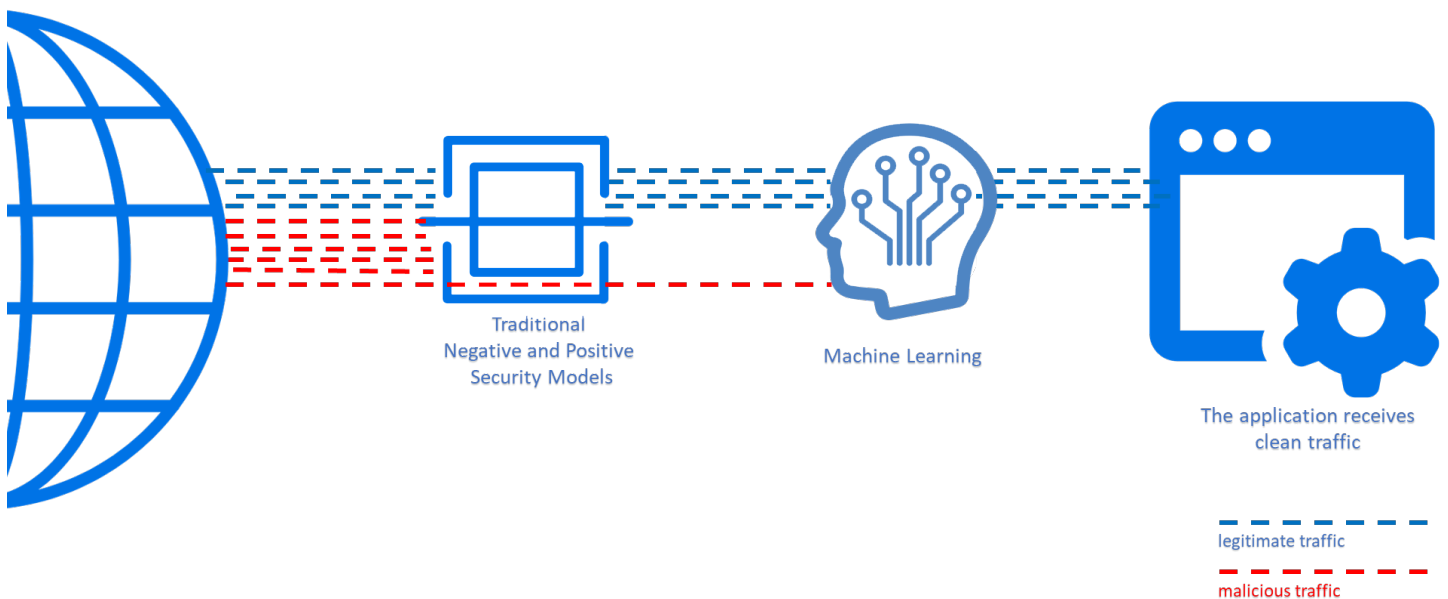 Traditional
Negative and Positive
Security Models
Machine Learning
The application receives
clean traffic
legitimate traffic
malicious traffic